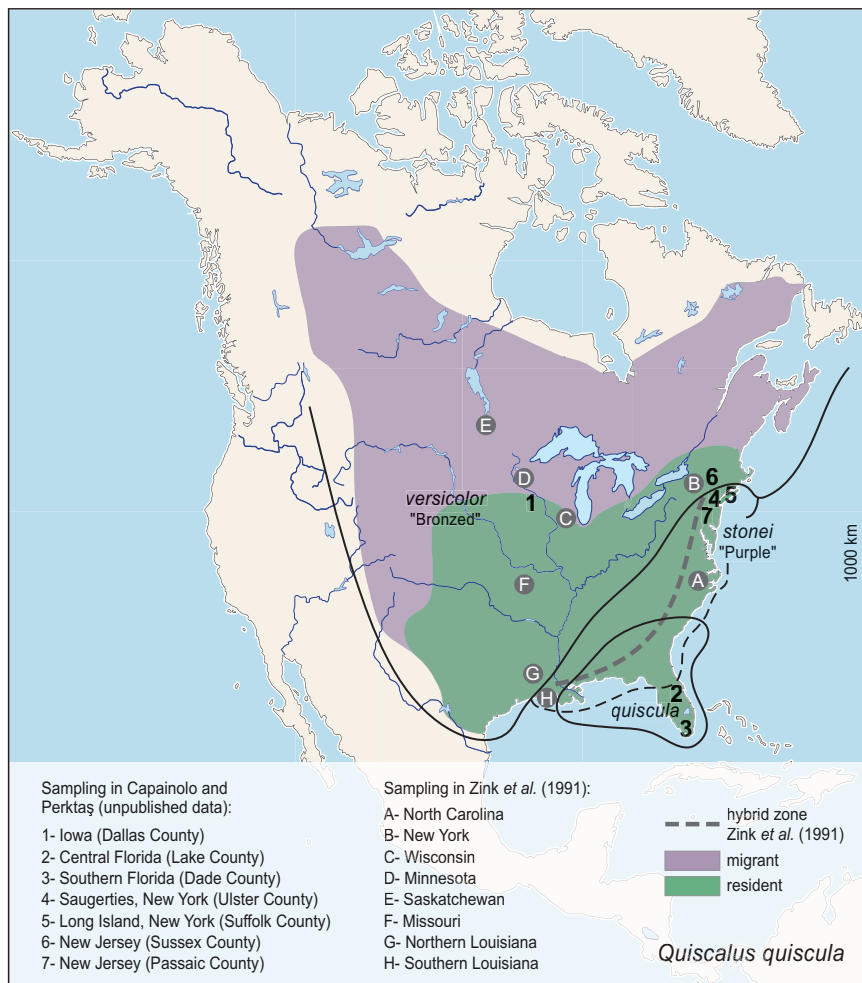 E
D
versicolor
"Bronzed"
1
C
B
6
4
5
7
stonei
"Purple"
1000 km
F
A
G
H
2
quiscula
3
Sampling in Capainolo and
Perktaş (unpublished data):
1- Iowa (Dallas County)
2- Central Florida (Lake County)
3- Southern Florida (Dade County)
4- Saugerties, New York (Ulster County)
5- Long Island, New York (Suffolk County)
6- New Jersey (Sussex County)
7- New Jersey (Passaic County)
Sampling in Zink et al. (1991):
A- North Carolina
B- New York
C- Wisconsin
D- Minnesota
E- Saskatchewan
F- Missouri
G- Northern Louisiana
H- Southern Louisiana
hybrid zone
Zink et al. (1991)
migrant
resident
Quiscalus quiscula